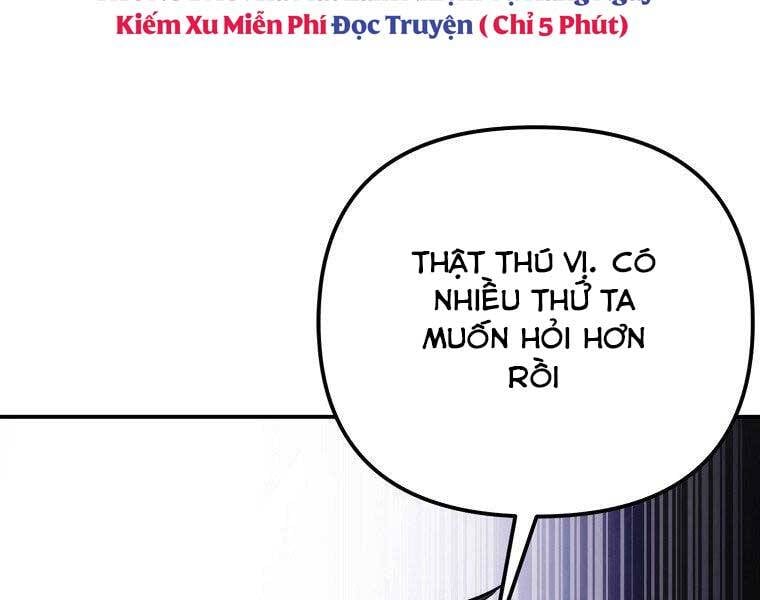 Kiếm Xu Miễn Phí Đọc Truyện ( Chỉ 5 Phút)
THẬT THÚ VỊ. CÓ
NHIỀU THỨ TA
MUỐN HỎI HƠN
RỒI